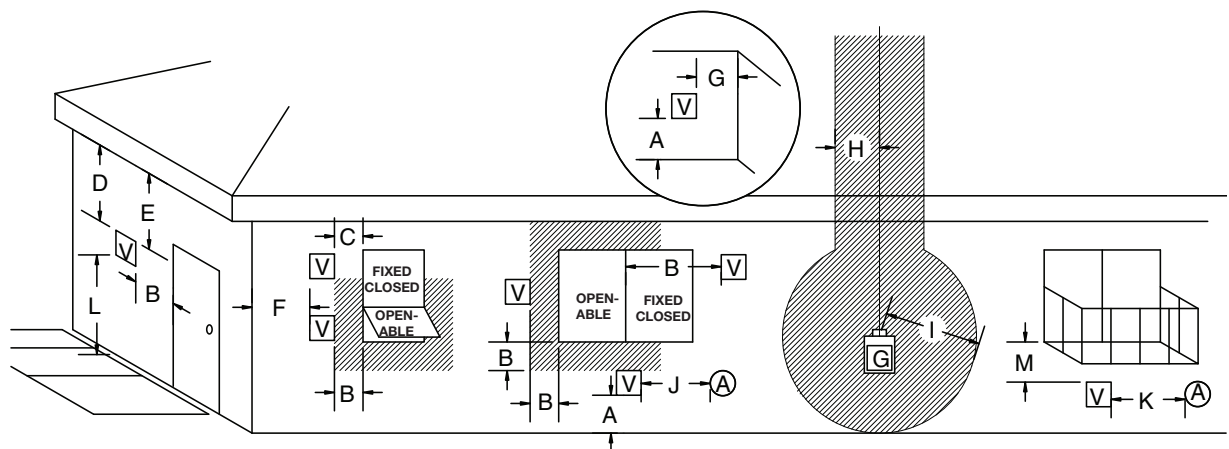 G
V
A
H
D
E
C
V
B
L
F
V
V
FIXED
CLOSED
OPEN-
ABLE
B
V
OPEN-
ABLE
FIXED
CLOSED
B
V
B
B
V
J
A
A
I
G
M
V
K
A